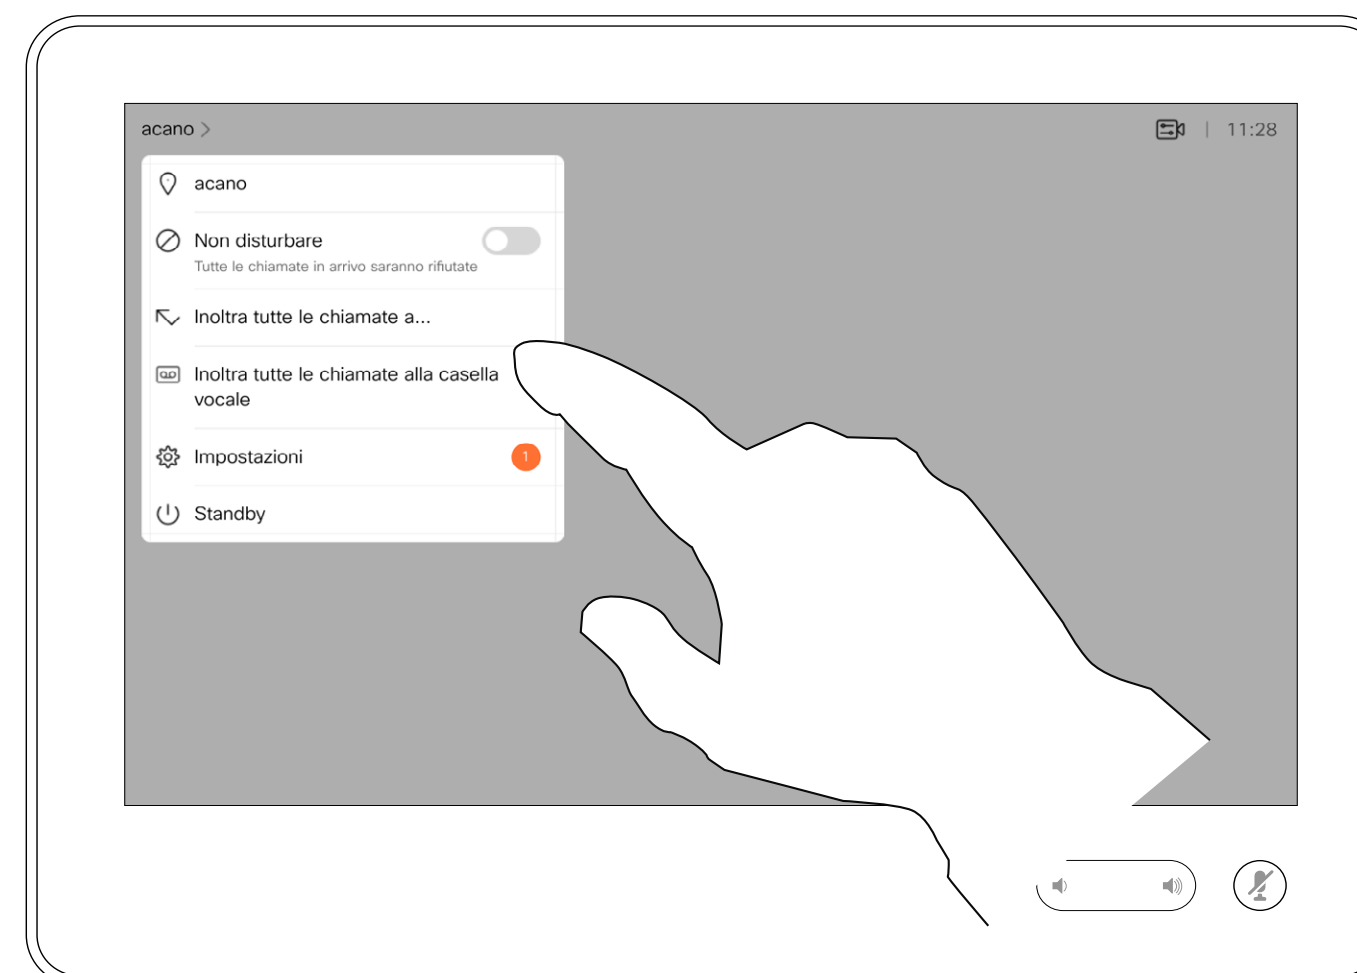 acano >
11:28
acano
Non disturbare
Tutte le chiamate in arrivo saranno rifiutate
Inoltra tutte le chiamate a...
Inoltra tutte le chiamate alla casella
vocale
Impostazioni
1
Standby